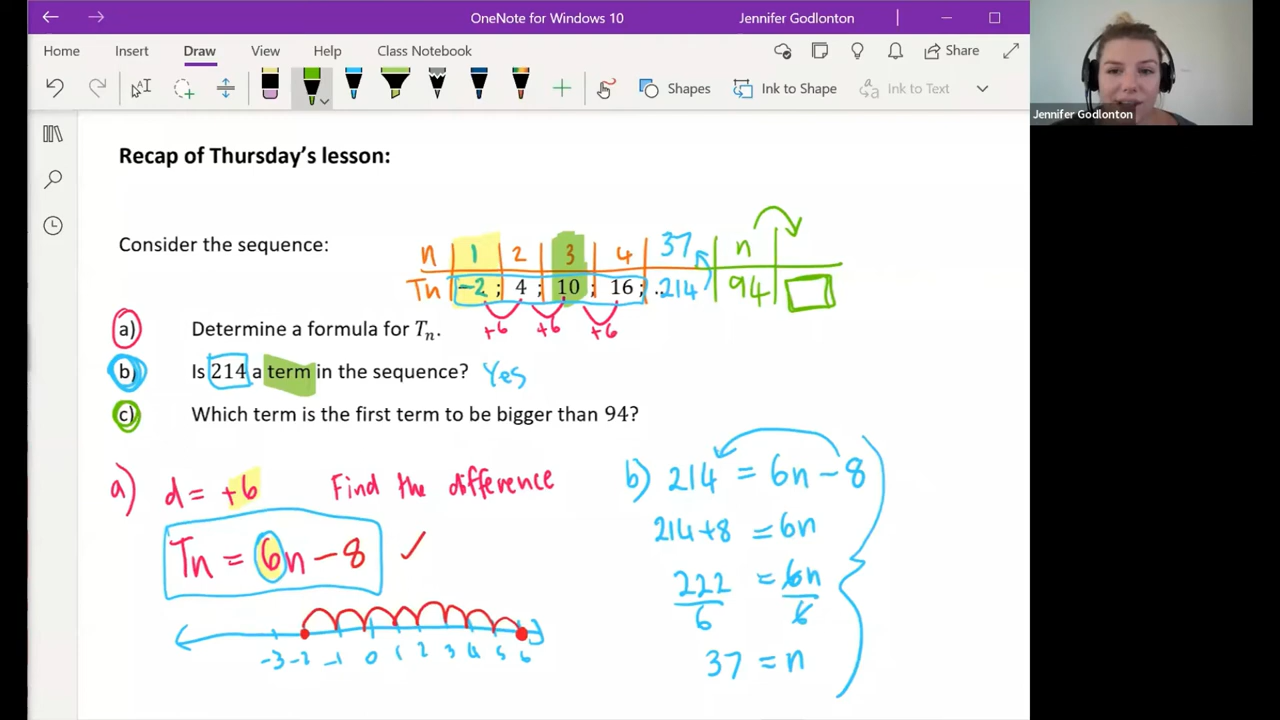 OneNote for Windows 10
Jennifer Godlonton
Home Insert Draw View Help Class Notebook
Share
Shapes Ink to Shape Ink to Text
Jennifer Godlonton
Recap of Thursday's lesson:
Consider the sequence:
n 1 2 3 4 37 n
Tn -2 ; 4 ; 10 ; 16 ; .. 214 94
+6 +6 +6
a) Determine a formula for Tn.
b) Is 214 a term in the sequence? Yes
c) Which term is the first term to be bigger than 94?
a) d = +6 Find the difference
Tn = 6n - 8 ✓
-3 -2 -1 0 1 2 3 4 5 6
b) 214 = 6n - 8
214 + 8 = 6n
222/6 = 6n/6
37 = n